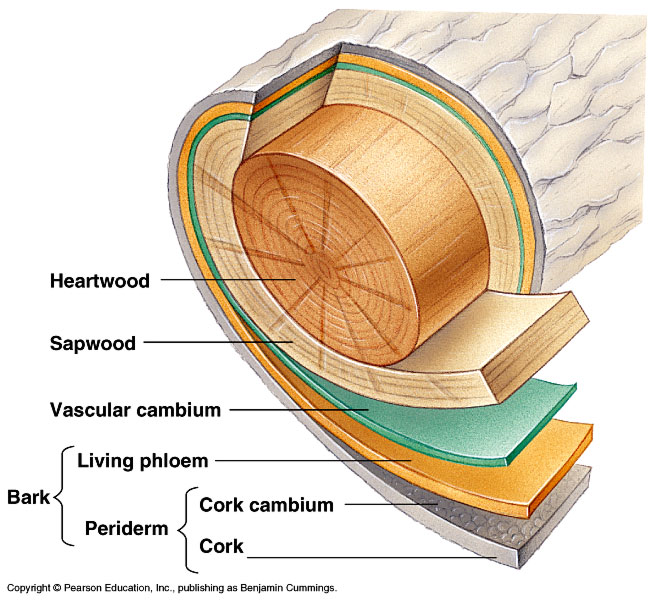 Heartwood
Sapwood
Vascular cambium
Living phloem
Bark
Cork cambium
Periderm
Cork
Copyright © Pearson Education, Inc., publishing as Benjamin Cummings.